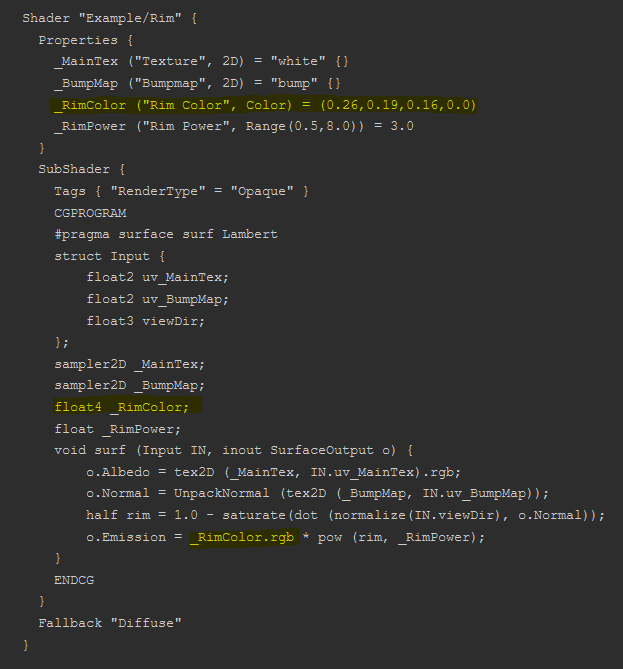 Shader "Example/Rim" {
Properties {
_MainTex ("Texture", 2D) = "white" {}
_BumpMap ("Bumpmap", 2D) = "bump" {}
_RimColor ("Rim Color", Color) = (0.26,0.19,0.16,0.0)
_RimPower ("Rim Power", Range(0.5,8.0)) = 3.0
}
SubShader {
Tags { "RenderType" = "Opaque" }
CGPROGRAM
#pragma surface surf Lambert
struct Input {
float2 uv_MainTex;
float2 uv_BumpMap;
float3 viewDir;
};
sampler2D _MainTex;
sampler2D _BumpMap;
float4 _RimColor;
float _RimPower;
void surf (Input IN, inout SurfaceOutput o) {
o.Albedo = tex2D (_MainTex, IN.uv_MainTex).rgb;
o.Normal = UnpackNormal (tex2D (_BumpMap, IN.uv_BumpMap));
half rim = 1.0 - saturate(dot (normalize(IN.viewDir), o.Normal));
o.Emission = _RimColor.rgb * pow (rim, _RimPower);
}
ENDCG
}
Fallback "Diffuse"
}